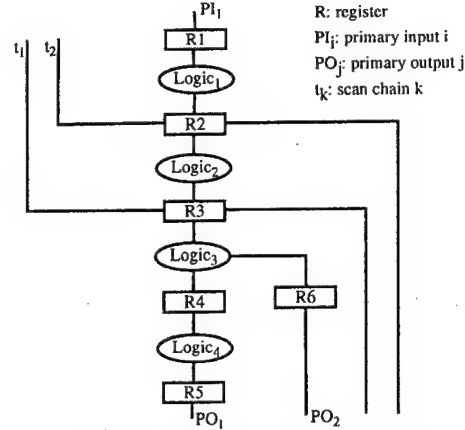 PI₁
R: register
PIᵢ: primary input i
POⱼ: primary output j
tₖ: scan chain k
t₁
t₂
R1
Logic₁
R2
Logic₂
R3
Logic₃
R4
R6
Logic₄
R5
PO₁
PO₂